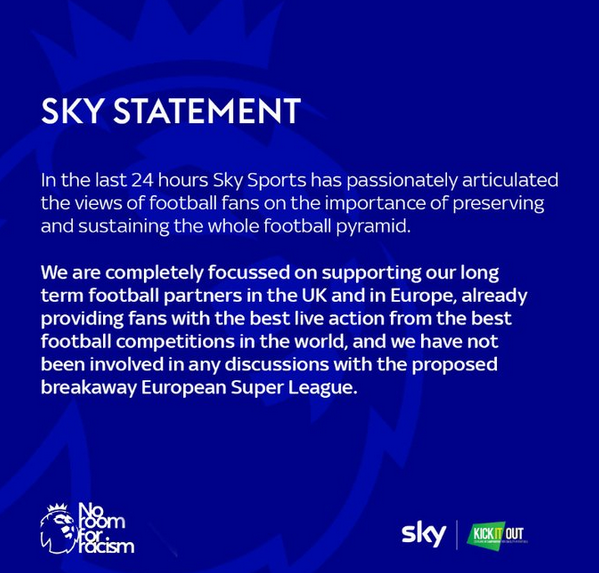 SKY STATEMENT
In the last 24 hours Sky Sports has passionately articulated
the views of football fans on the importance of preserving
and sustaining the whole football pyramid.
We are completely focussed on supporting our long
term football partners in the UK and in Europe, already
providing fans with the best live action from the best
football competitions in the world, and we have not
been involved in any discussions with the proposed
breakaway European Super League.
No
room
for
racism
sky
KICK IT OUT